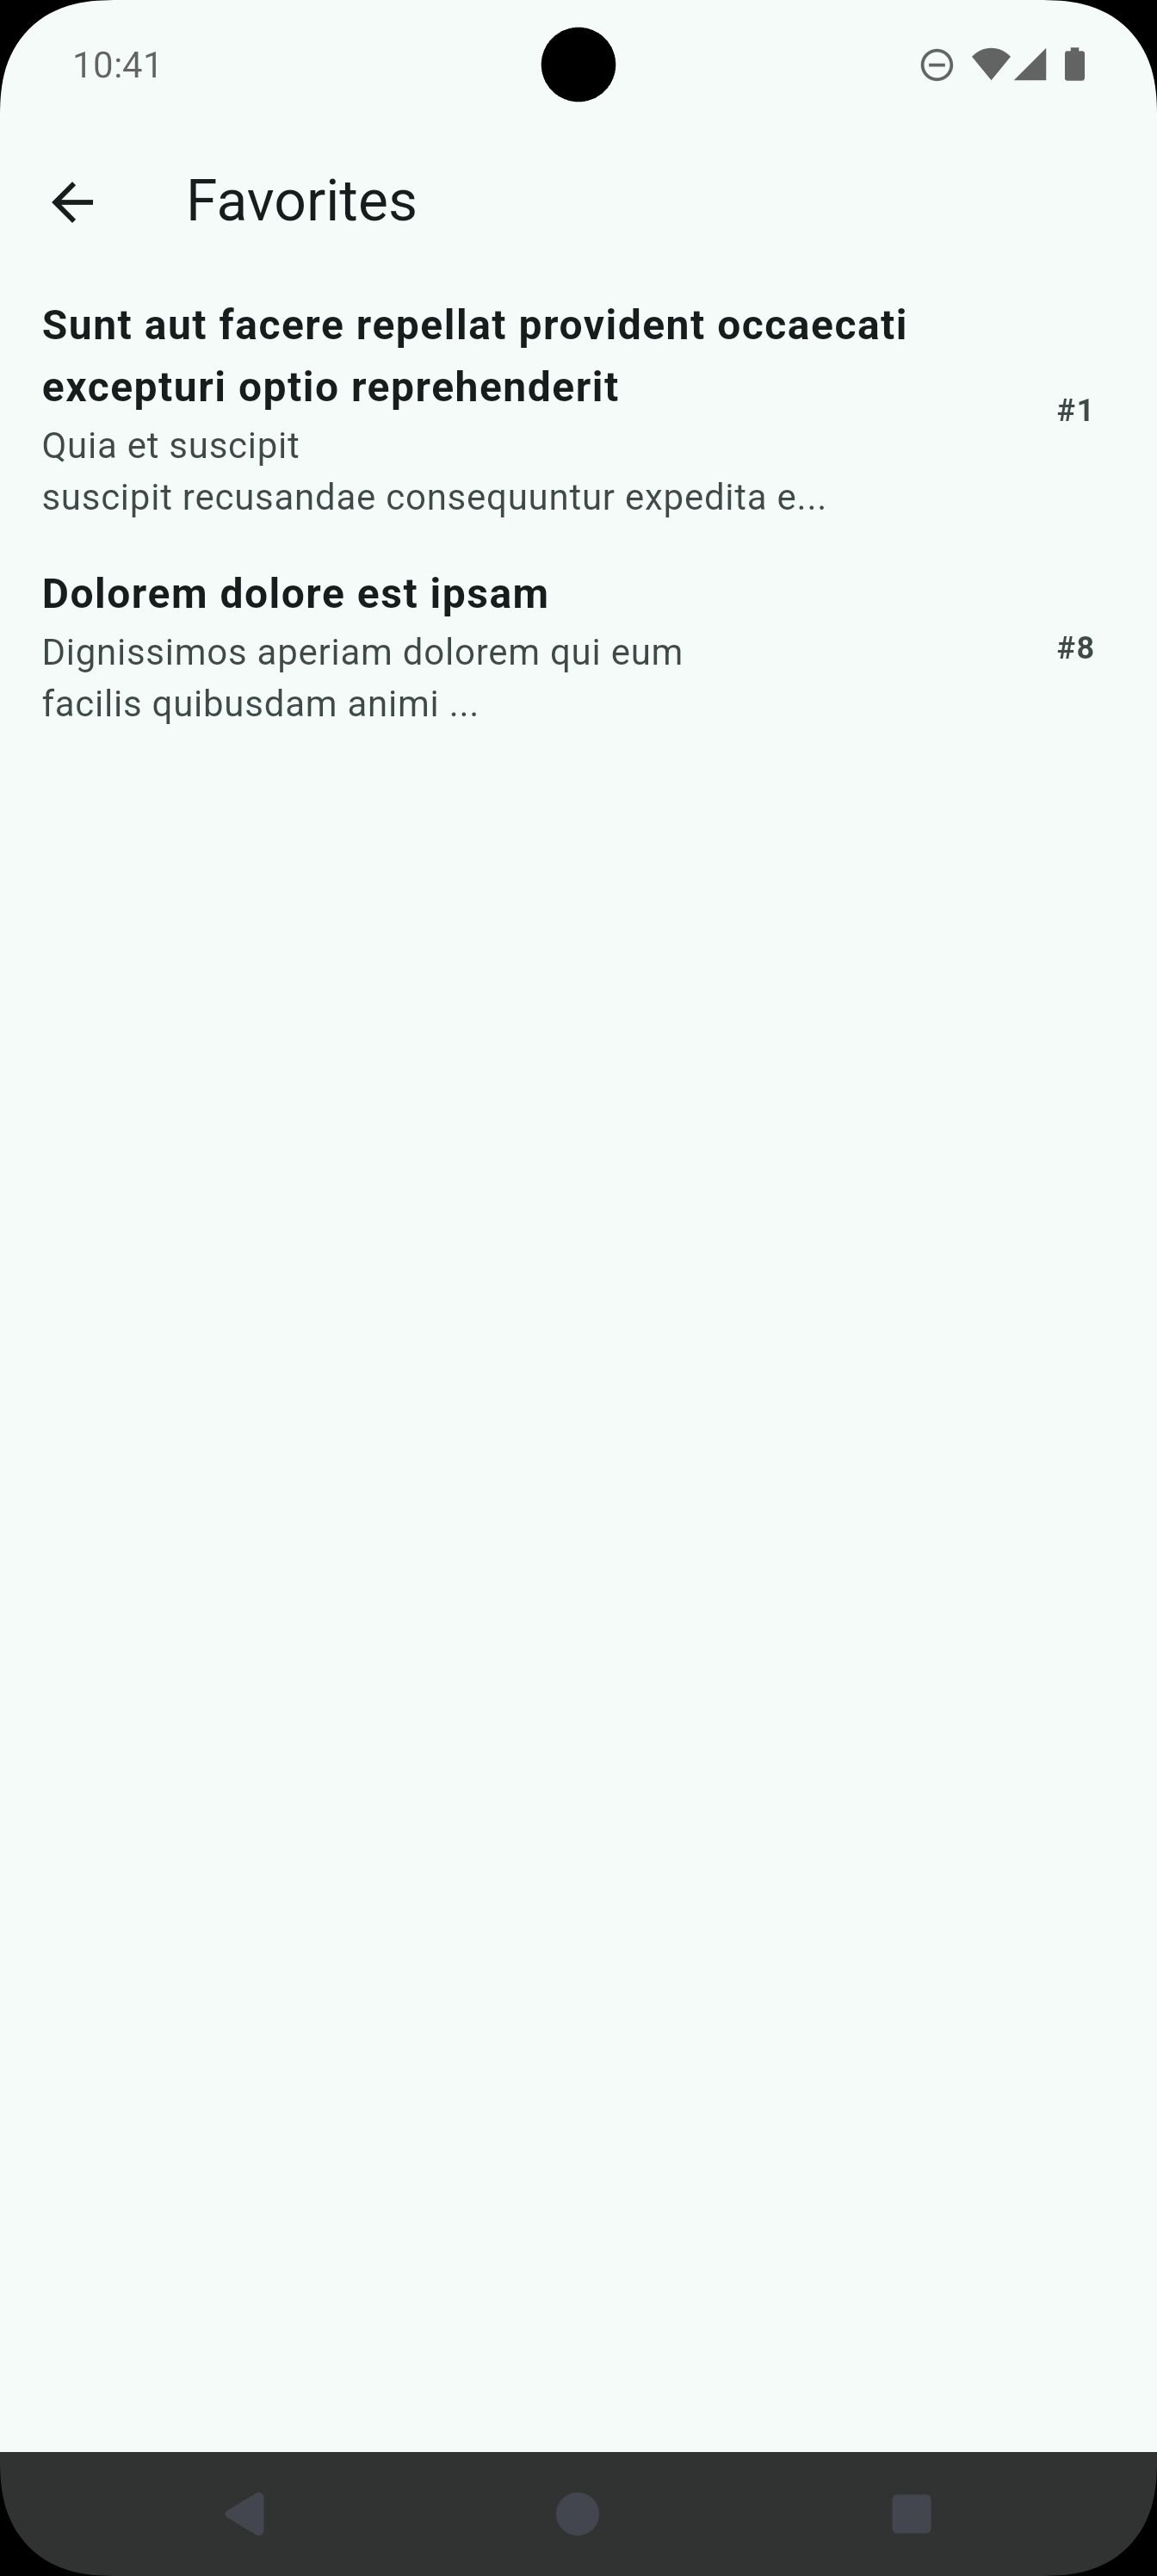 10:41
Favorites
Sunt aut facere repellat provident occaecati
excepturi optio reprehenderit
#1
Quia et suscipit
suscipit recusandae consequuntur expedita e...
Dolorem dolore est ipsam
Dignissimos aperiam dolorem qui eum
#8
facilis quibusdam animi ...